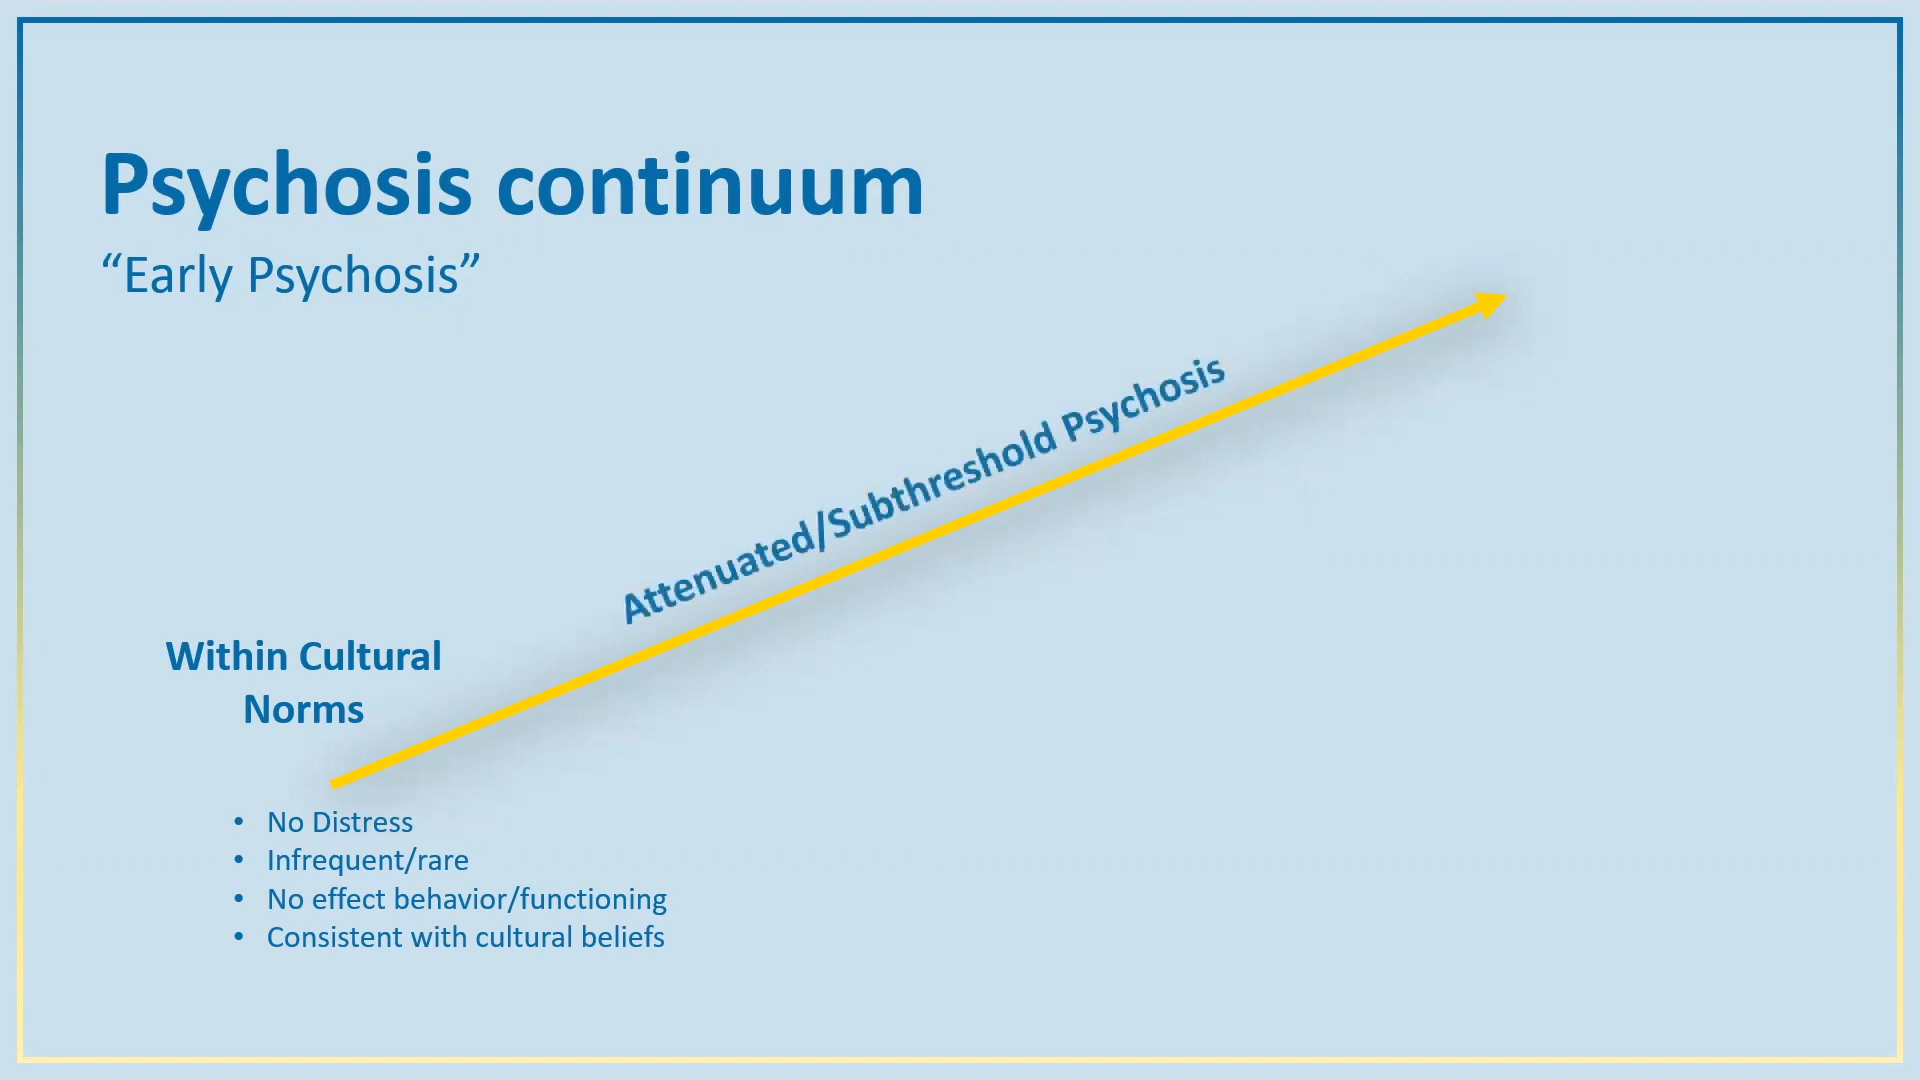 Psychosis continuum
“Early Psychosis”
Attenuated/Subthreshold Psychosis
Within Cultural
Norms
• No Distress
• Infrequent/rare
• No effect behavior/functioning
• Consistent with cultural beliefs